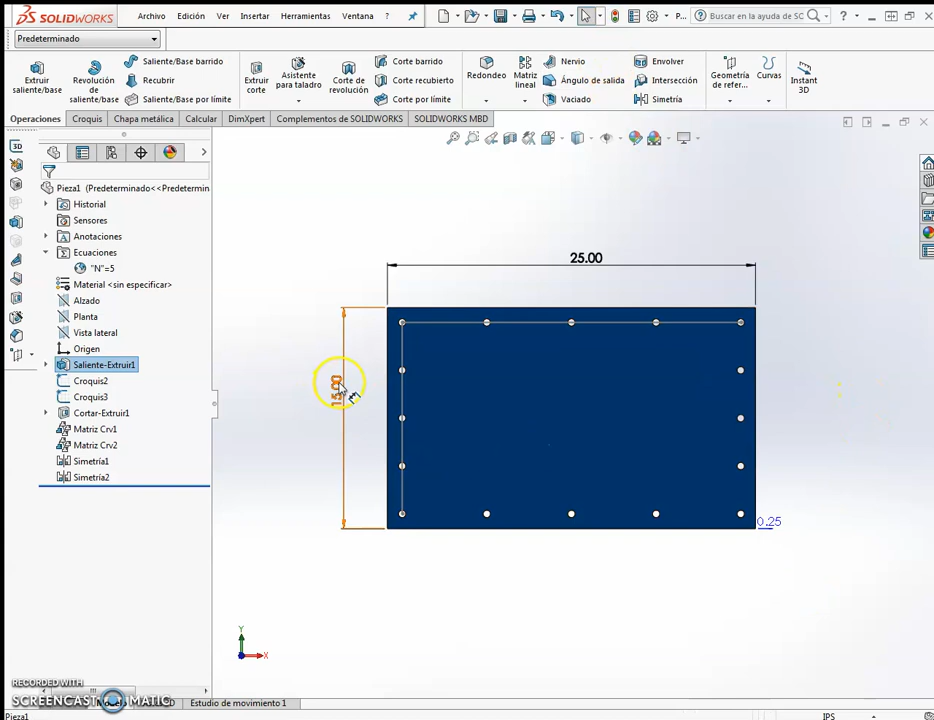 SOLIDWORKS
Archivo Edición Ver Insertar Herramientas Ventana ?
P...
Buscar en la ayuda de SC
Predeterminado
Extruir saliente/base
Revolución de saliente/base
Saliente/Base barrido
Recubrir
Saliente/Base por límite
Extruir corte
Asistente para taladro
Corte de revolución
Corte barrido
Corte recubierto
Corte por límite
Redondeo
Matriz lineal
Nervio
Ángulo de salida
Vaciado
Envolver
Intersección
Simetría
Geometría de refer...
Curvas
Instant 3D
Operaciones Croquis Chapa metálica Calcular DimXpert Complementos de SOLIDWORKS SOLIDWORKS MBD
Pieza1 (Predeterminado<<Predetermin
Historial
Sensores
Anotaciones
Ecuaciones
"N"=5
Material <sin especificar>
Alzado
Planta
Vista lateral
Origen
Saliente-Extruir1
Croquis2
Croquis3
Cortar-Extruir1
Matriz Crv1
Matriz Crv2
Simetría1
Simetría2
25.00
15.00
0.25
Y
X
RECORDED WITH
SCREENCAST-O-MATIC
Estudio de movimiento 1
Pieza1
IPS